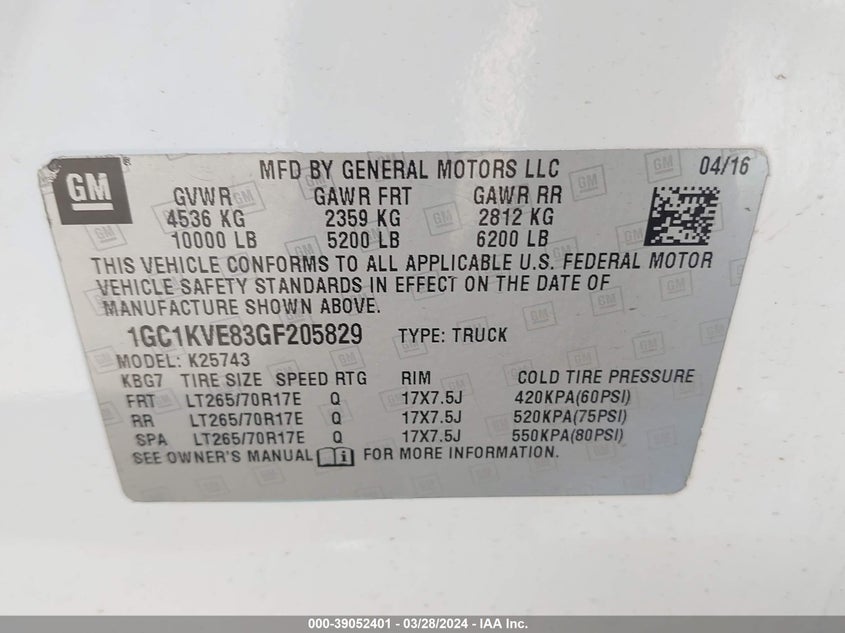 GM
MFD BY GENERAL MOTORS LLC 04/16
GVWR GAWR FRT GAWR RR
4536 KG 2359 KG 2812 KG
10000 LB 5200 LB 6200 LB
THIS VEHICLE CONFORMS TO ALL APPLICABLE U.S. FEDERAL MOTOR
VEHICLE SAFETY STANDARDS IN EFFECT ON THE DATE OF
MANUFACTURE SHOWN ABOVE.
1GC1KVE83GF205829 TYPE: TRUCK
MODEL: K25743
KBG7 TIRE SIZE SPEED RTG RIM COLD TIRE PRESSURE
FRT LT265/70R17E Q 17X7.5J 420KPA(60PSI)
RR LT265/70R17E Q 17X7.5J 520KPA(75PSI)
SPA LT265/70R17E Q 17X7.5J 550KPA(80PSI)
SEE OWNER'S MANUAL FOR MORE INFORMATION.
000-39052401 - 03/28/2024 - IAA Inc.